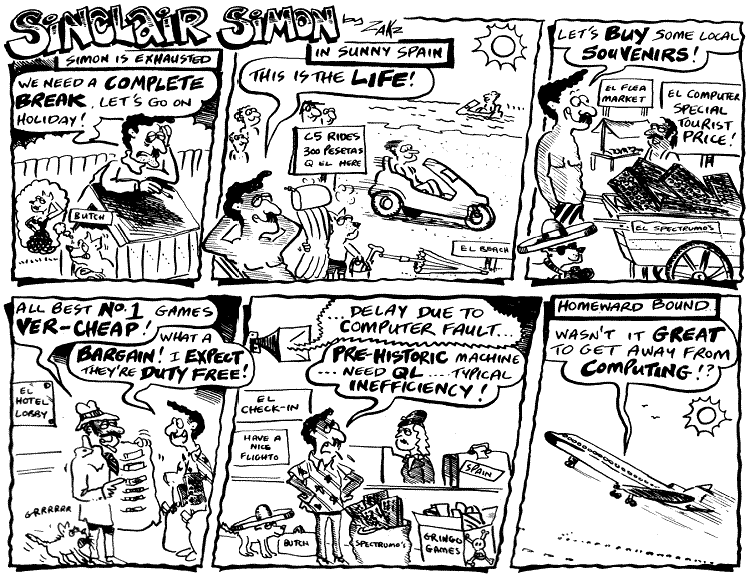 SINCLAIR SIMON by ZAKZ
SIMON IS EXHAUSTED
WE NEED A COMPLETE
BREAK, LET'S GO ON
HOLIDAY!
BUTCH
IN SUNNY SPAIN
THIS IS THE LIFE!
C5 RIDES
300 PESETAS
Q EL HERE
EL BEACH
LET'S BUY SOME LOCAL
SOUVENIRS!
EL FLEA
MARKET
EL COMPUTER
SPECIAL
TOURIST
PRICE!
EL SPECTRUMO'S
ALL BEST No.1 GAMES
VER-CHEAP!
WHAT A
BARGAIN! I EXPECT
THEY'RE DUTY FREE!
EL
HOTEL
LOBBY
GRRRRRR
...DELAY DUE TO
COMPUTER FAULT...
PRE-HISTORIC MACHINE
...NEED QL....TYPICAL
INEFFICIENCY!
EL
CHECK-IN
HAVE A
NICE
FLIGHTO
SPAIN
BUTCH
SPECTRUMO'S
GRINGO
GAMES
HOMEWARD BOUND
WASN'T IT GREAT
TO GET AWAY FROM
COMPUTING!?